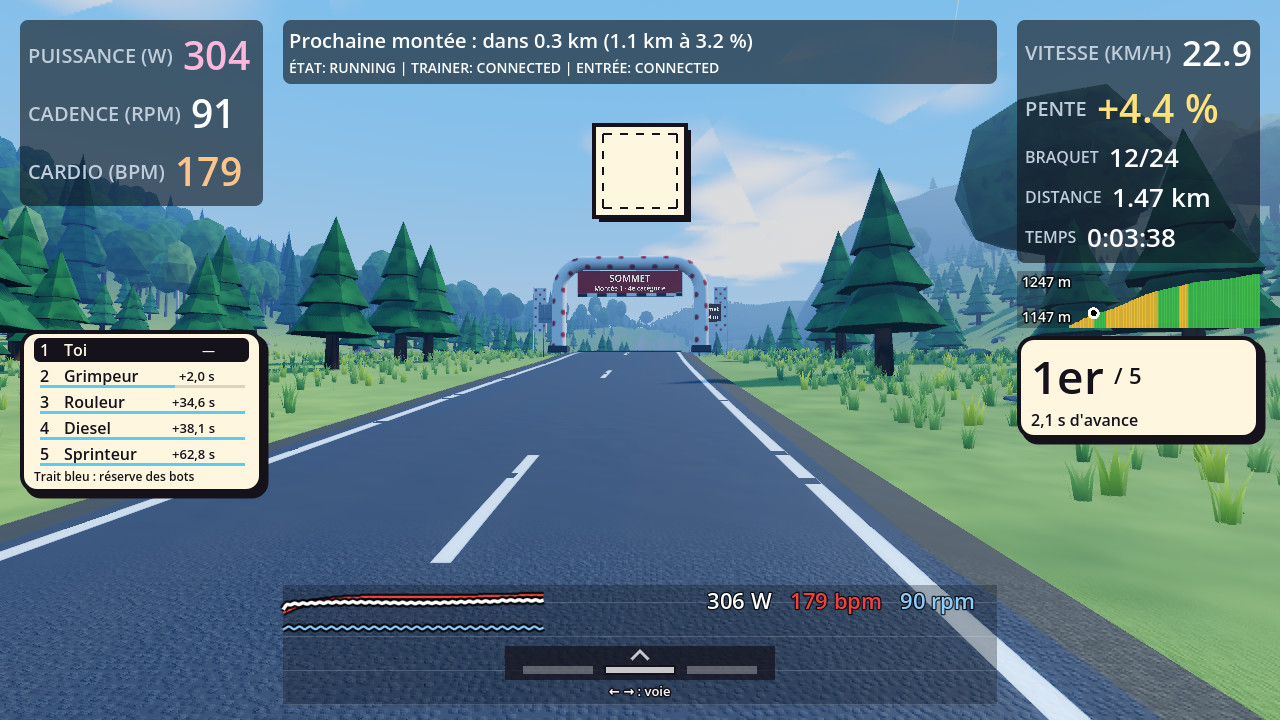 PUISSANCE (W) 304
CADENCE (RPM) 91
CARDIO (BPM) 179
Prochaine montée : dans 0.3 km (1.1 km à 3.2 %)
ÉTAT: RUNNING | TRAINER: CONNECTED | ENTRÉE: CONNECTED
VITESSE (KM/H) 22.9
PENTE +4.4 %
BRAQUET 12/24
DISTANCE 1.47 km
TEMPS 0:03:38
1247 m
1147 m
SOMMET
Montée 1 · 4e catégorie
1 Toi —
2 Grimpeur +2,0 s
3 Rouleur +34,6 s
4 Diesel +38,1 s
5 Sprinteur +62,8 s
Trait bleu : réserve des bots
1er / 5
2,1 s d'avance
306 W 179 bpm 90 rpm
← → : voie